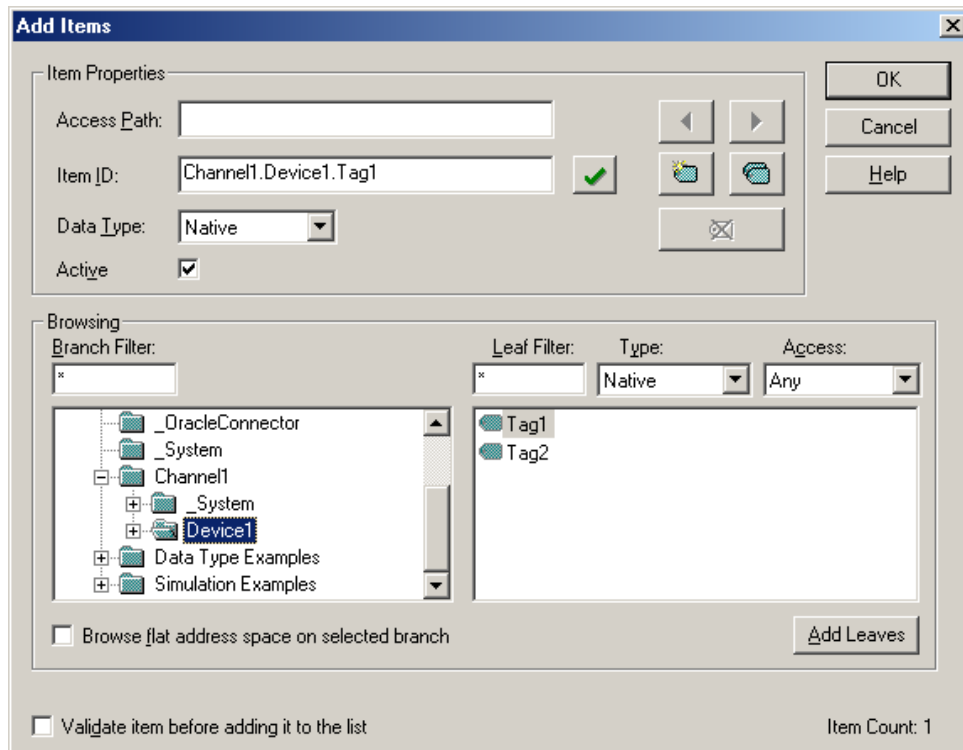 Add Items
Item Properties
Access Path:
OK
Cancel
Item ID: Channel1.Device1.Tag1
Help
Data Type: Native
Active
Browsing
Branch Filter: Leaf Filter: Type: Access:
* * Native Any
_OracleConnector Tag1
_System Tag2
Channel1
_System
Device1
Data Type Examples
Simulation Examples
Browse flat address space on selected branch Add Leaves
Validate item before adding it to the list Item Count: 1